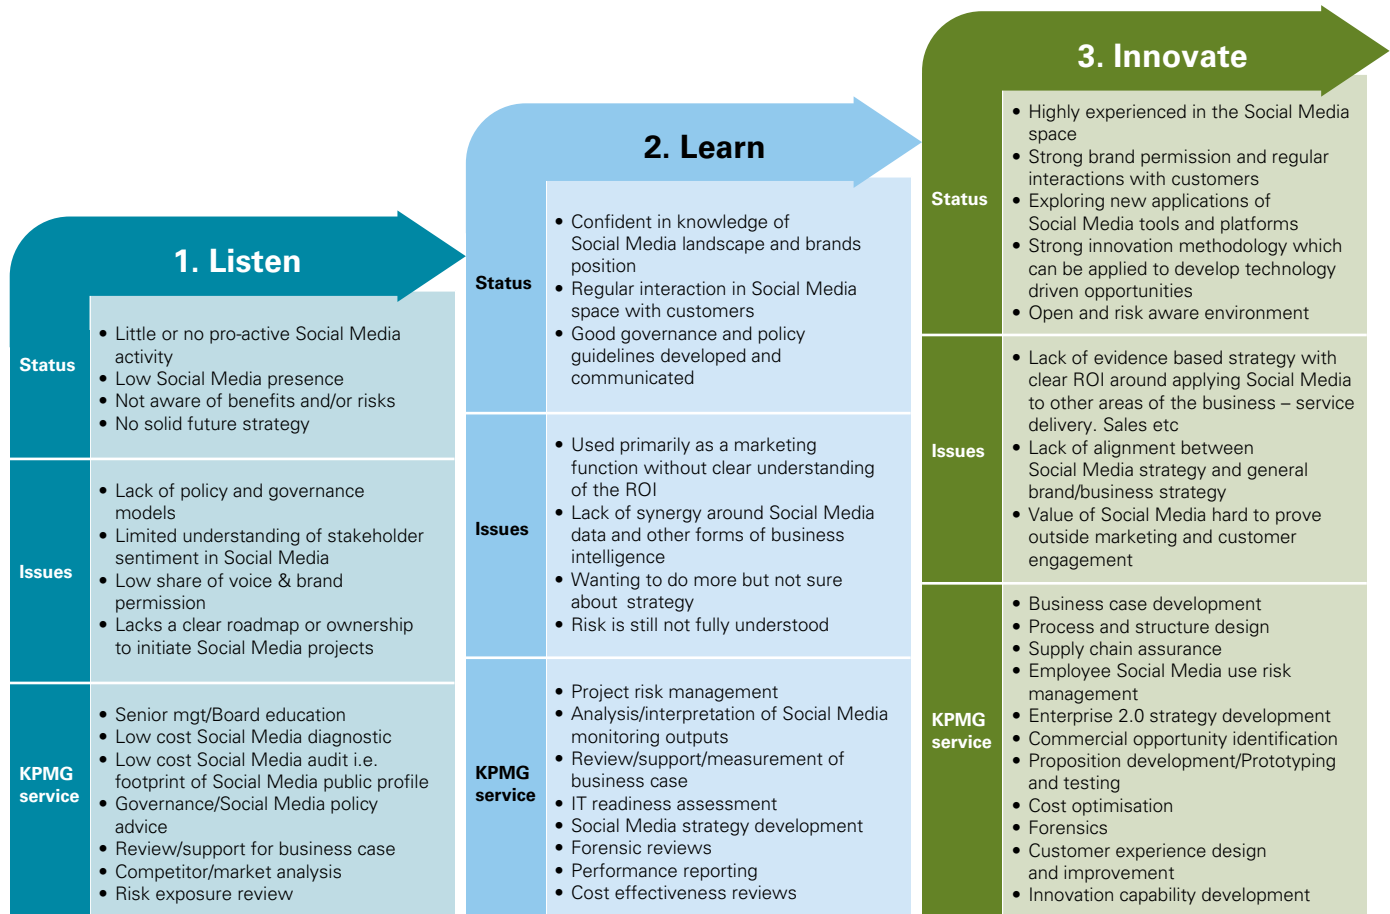 1. Listen
Status
• Little or no pro-active Social Media
activity
• Low Social Media presence
• Not aware of benefits and/or risks
• No solid future strategy
Issues
• Lack of policy and governance
models
• Limited understanding of stakeholder
sentiment in Social Media
• Low share of voice & brand
permission
• Lacks a clear roadmap or ownership
to initiate Social Media projects
KPMG
service
• Senior mgt/Board education
• Low cost Social Media diagnostic
• Low cost Social Media audit i.e.
footprint of Social Media public profile
• Governance/Social Media policy
advice
• Review/support for business case
• Competitor/market analysis
• Risk exposure review
2. Learn
Status
• Confident in knowledge of
Social Media landscape and brands
position
• Regular interaction in Social Media
space with customers
• Good governance and policy
guidelines developed and
communicated
Issues
• Used primarily as a marketing
function without clear understanding
of the ROI
• Lack of synergy around Social Media
data and other forms of business
intelligence
• Wanting to do more but not sure
about strategy
• Risk is still not fully understood
KPMG
service
• Project risk management
• Analysis/interpretation of Social Media
monitoring outputs
• Review/support/measurement of
business case
• IT readiness assessment
• Social Media strategy development
• Forensic reviews
• Performance reporting
• Cost effectiveness reviews
3. Innovate
Status
• Highly experienced in the Social Media
space
• Strong brand permission and regular
interactions with customers
• Exploring new applications of
Social Media tools and platforms
• Strong innovation methodology which
can be applied to develop technology
driven opportunities
• Open and risk aware environment
Issues
• Lack of evidence based strategy with
clear ROI around applying Social Media
to other areas of the business – service
delivery. Sales etc
• Lack of alignment between
Social Media strategy and general
brand/business strategy
• Value of Social Media hard to prove
outside marketing and customer
engagement
KPMG
service
• Business case development
• Process and structure design
• Supply chain assurance
• Employee Social Media use risk
management
• Enterprise 2.0 strategy development
• Commercial opportunity identification
• Proposition development/Prototyping
and testing
• Cost optimisation
• Forensics
• Customer experience design
and improvement
• Innovation capability development